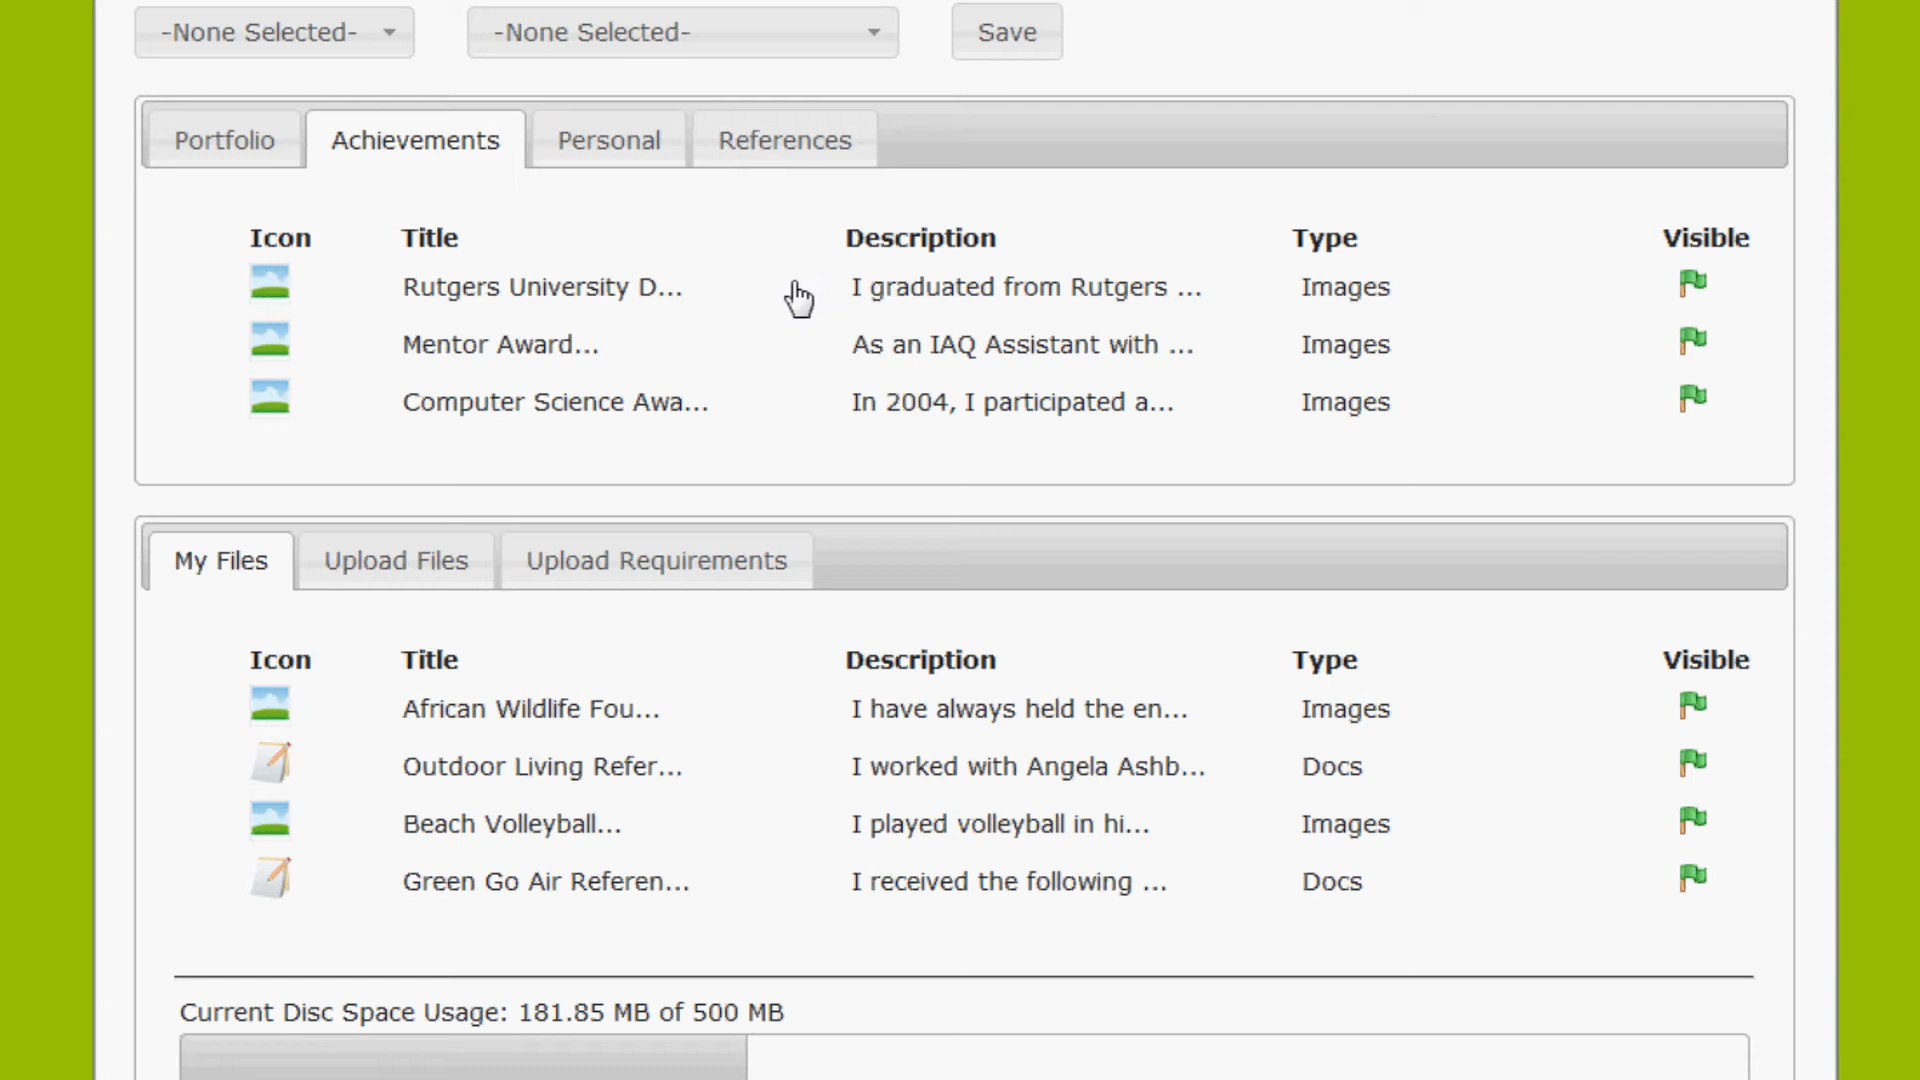 -None Selected- -None Selected- Save
Portfolio Achievements Personal References
Icon Title Description Type Visible
Rutgers University D... I graduated from Rutgers ... Images
Mentor Award... As an IAQ Assistant with ... Images
Computer Science Awa... In 2004, I participated a... Images
My Files Upload Files Upload Requirements
Icon Title Description Type Visible
African Wildlife Fou... I have always held the en... Images
Outdoor Living Refer... I worked with Angela Ashb... Docs
Beach Volleyball... I played volleyball in hi... Images
Green Go Air Referen... I received the following ... Docs
Current Disc Space Usage: 181.85 MB of 500 MB